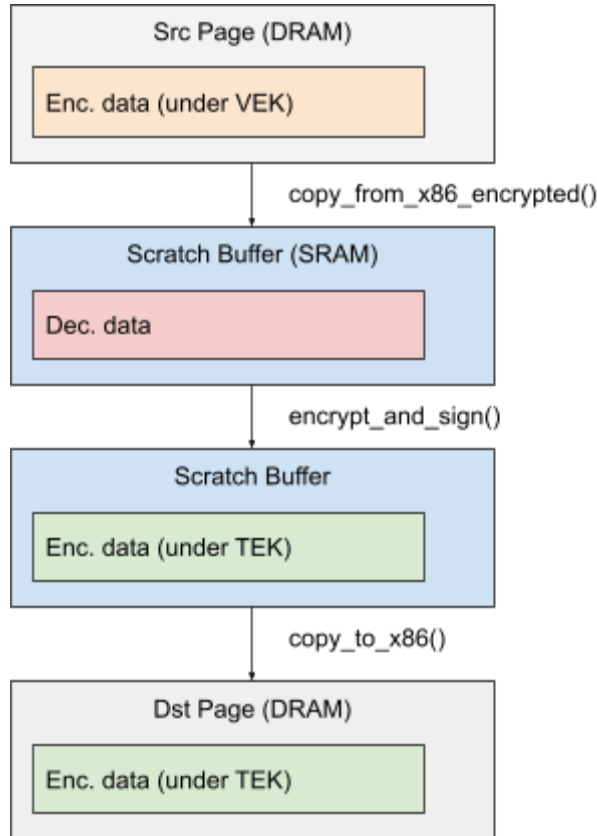 Src Page (DRAM)
Enc. data (under VEK)
copy_from_x86_encrypted()
Scratch Buffer (SRAM)
Dec. data
encrypt_and_sign()
Scratch Buffer
Enc. data (under TEK)
copy_to_x86()
Dst Page (DRAM)
Enc. data (under TEK)